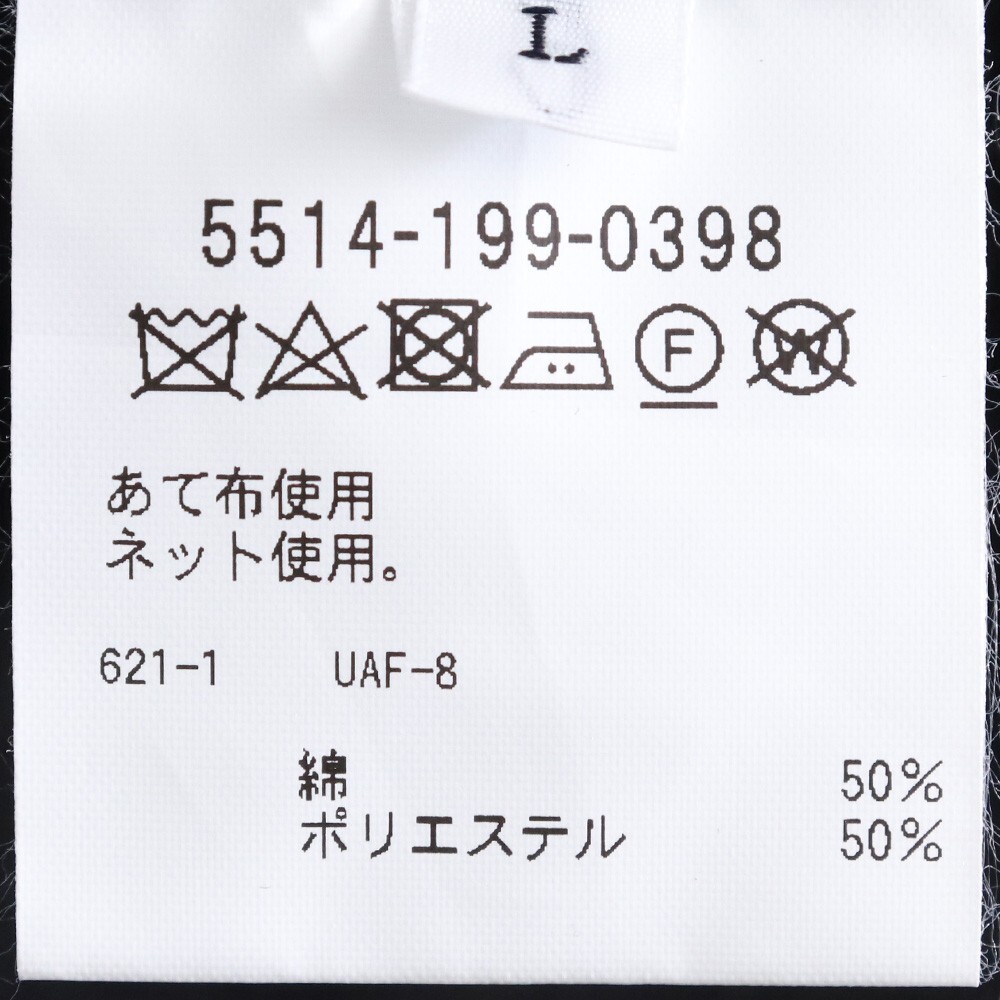 L
5514-199-0398
F W
あて布使用
ネット使用。
621-1 UAF-8
綿 50%
ポリエステル 50%